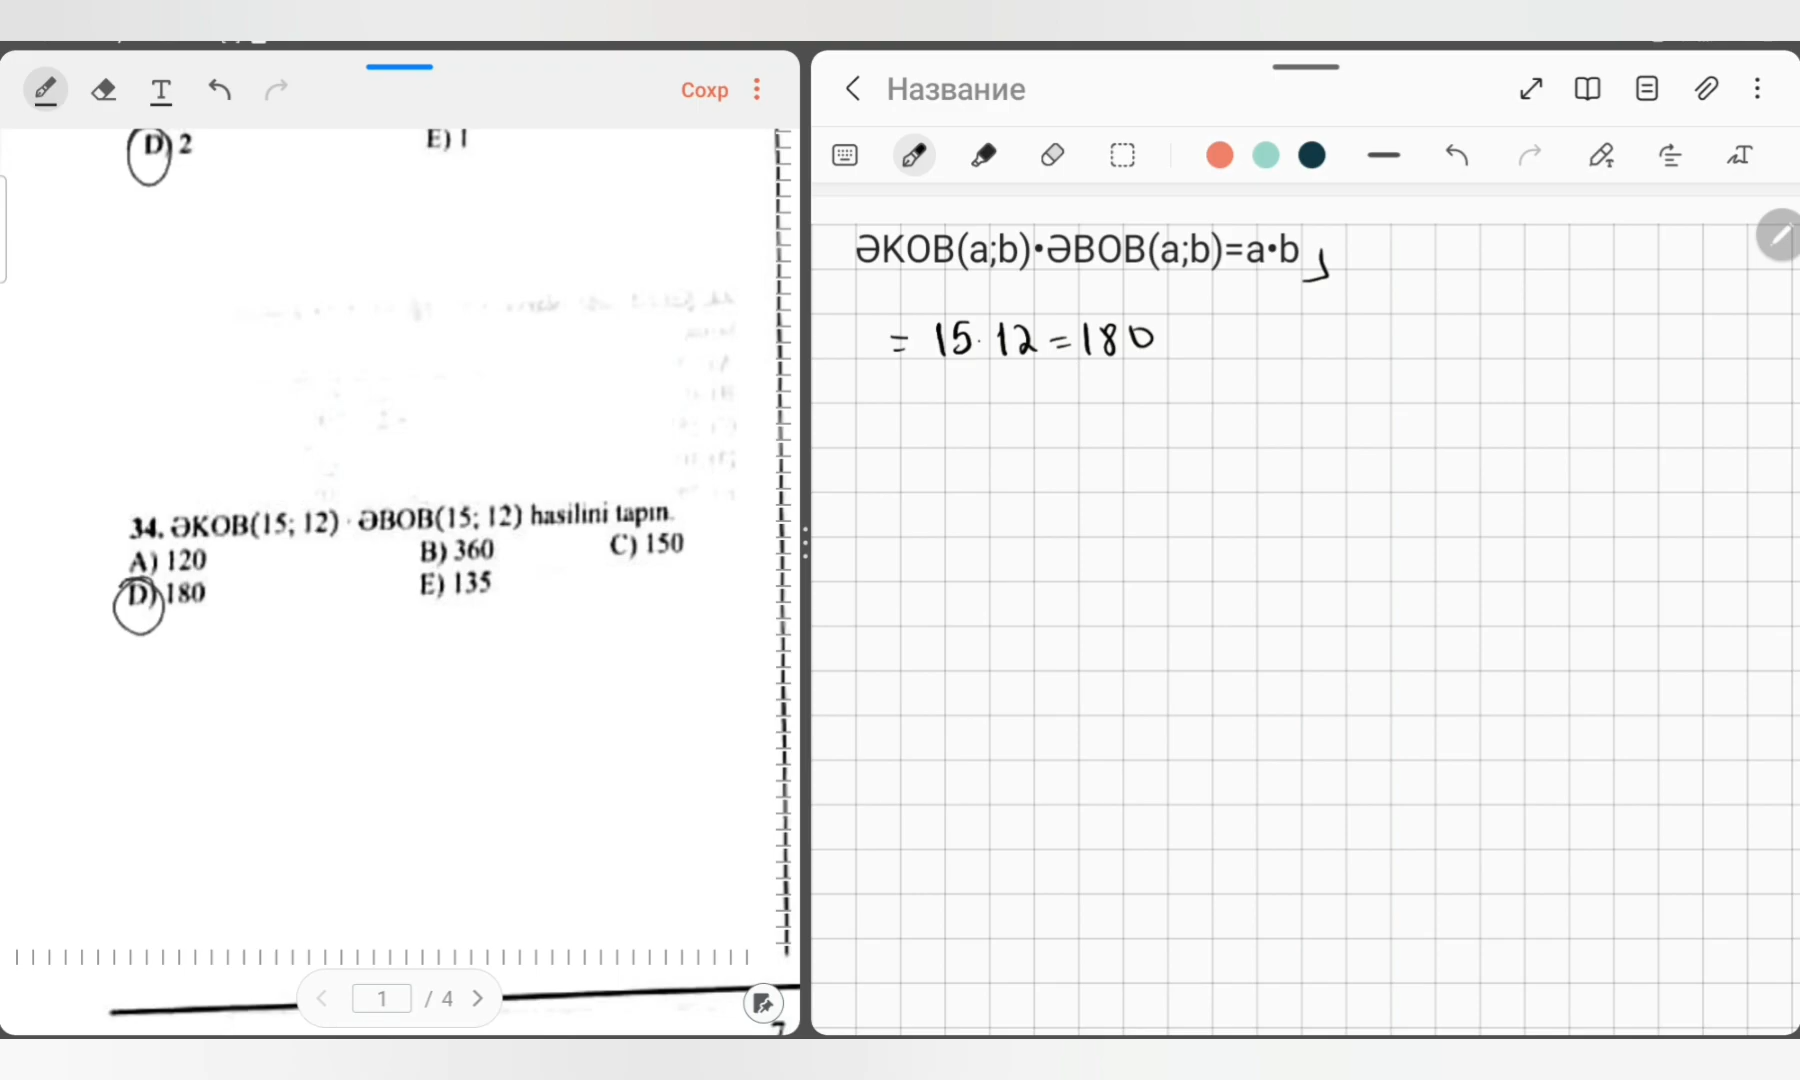 Сохр
Название
D) 2 E) 1
34. ƏKOB(15; 12) · ƏBOB(15; 12) hasilini tapın.
A) 120 B) 360 C) 150
D) 180 E) 135
1 / 4
ƏKOB(a;b)•ƏBOB(a;b)=a•b
= 15 · 12 = 180